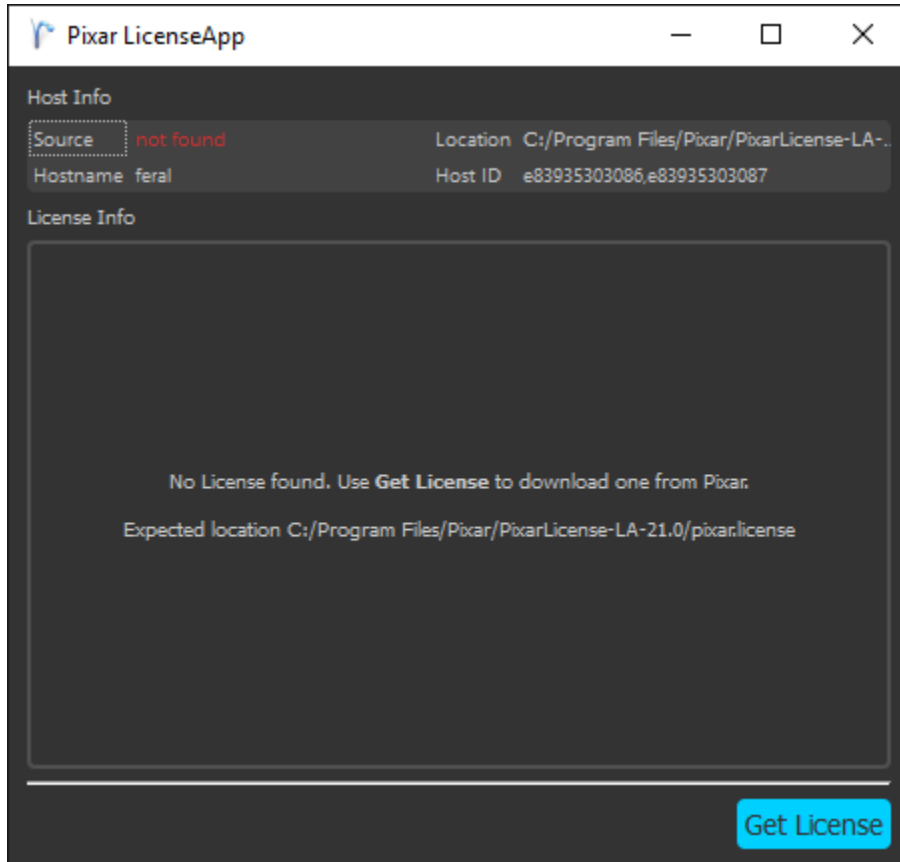 Pixar LicenseApp
Host Info
Source not found Location C:/Program Files/Pixar/PixarLicense-LA-..
Hostname feral Host ID e83935303086,e83935303087
License Info
No License found. Use Get License to download one from Pixar.
Expected location C:/Program Files/Pixar/PixarLicense-LA-21.0/pixar.license
Get License